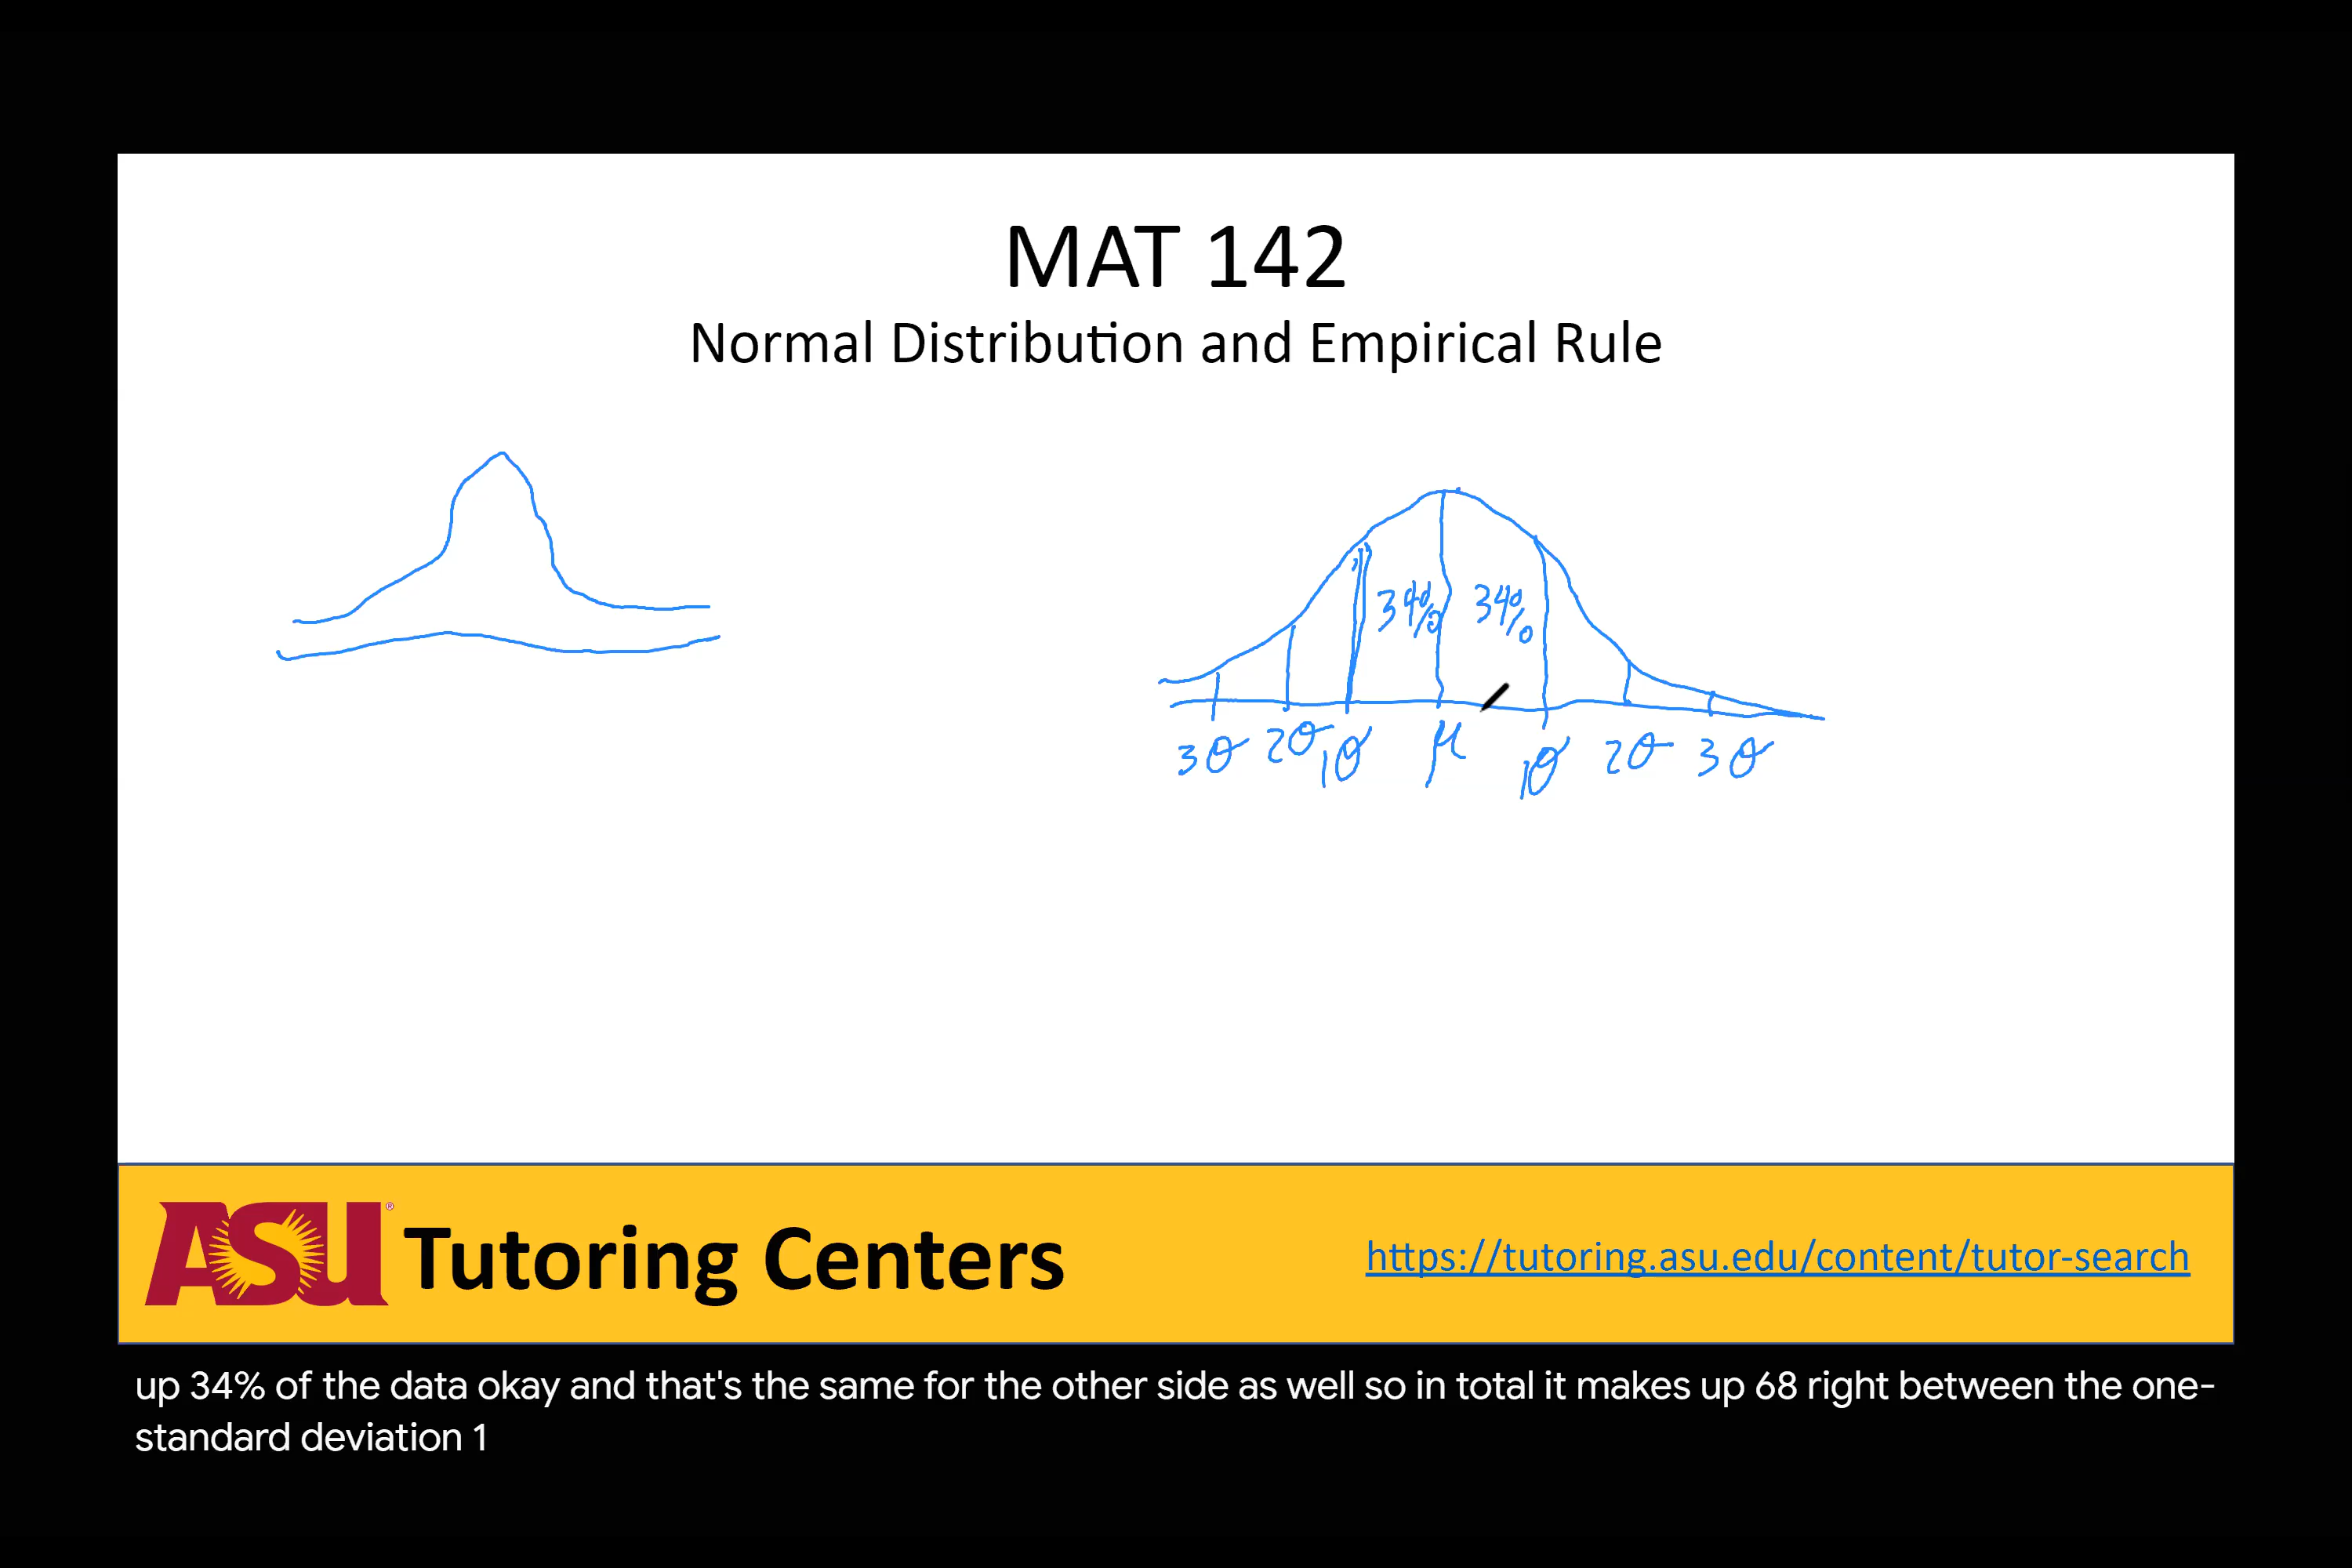 MAT 142
Normal Distribution and Empirical Rule
34% 34%
3σ 2σ 1σ μ 1σ 2σ 3σ
ASU® Tutoring Centers https://tutoring.asu.edu/content/tutor-search
up 34% of the data okay and that's the same for the other side as well so in total it makes up 68 right between the one-
standard deviation 1